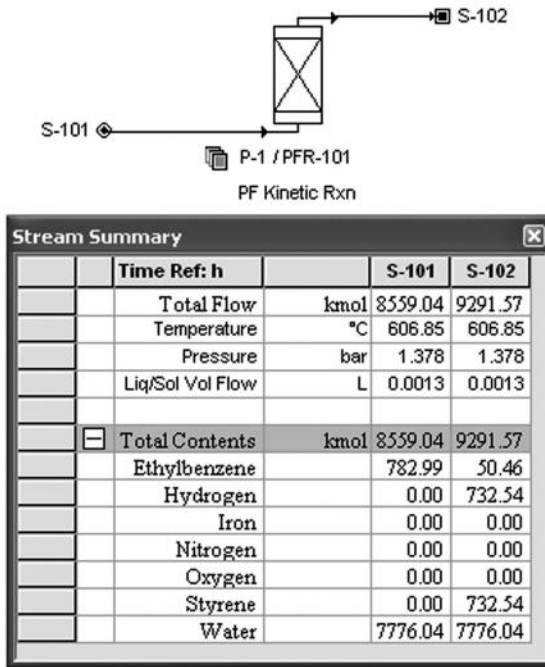 S-102
S-101
P-1 / PFR-101
PF Kinetic Rxn
Stream Summary
Time Ref: h S-101 S-102
Total Flow kmol 8559.04 9291.57
Temperature °C 606.85 606.85
Pressure bar 1.378 1.378
Liq/Sol Vol Flow L 0.0013 0.0013
Total Contents kmol 8559.04 9291.57
Ethylbenzene 782.99 50.46
Hydrogen 0.00 732.54
Iron 0.00 0.00
Nitrogen 0.00 0.00
Oxygen 0.00 0.00
Styrene 0.00 732.54
Water 7776.04 7776.04